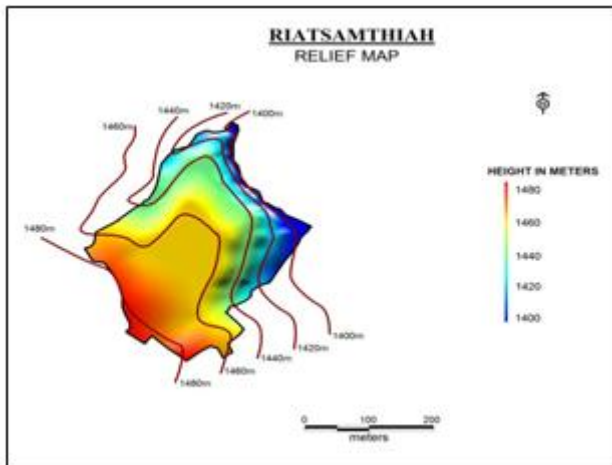 RIATSAMTHIAH
RELIEF MAP
1440m
1420m
1400m
1460m
HEIGHT IN METERS
1480
1460
1440
1420
1400
1480m
1400m
1420m
1440m
1460m
1480m
0 100 200
meters